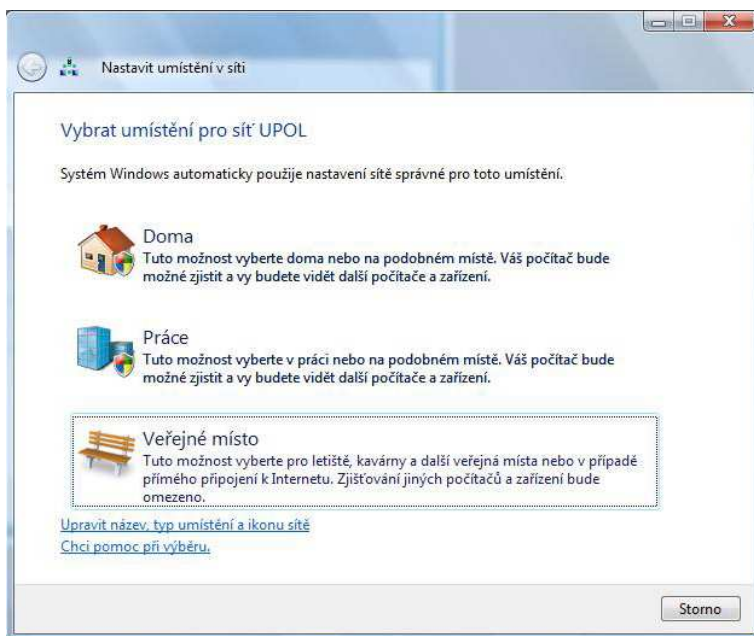 Nastavit umístění v síti
Vybrat umístění pro síť UPOL
Systém Windows automaticky použije nastavení sítě správné pro toto umístění.
Doma
Tuto možnost vyberte doma nebo na podobném místě. Váš počítač bude
možné zjistit a vy budete vidět další počítače a zařízení.
Práce
Tuto možnost vyberte v práci nebo na podobném místě. Váš počítač bude
možné zjistit a vy budete vidět další počítače a zařízení.
Veřejné místo
Tuto možnost vyberte pro letiště, kavárny a další veřejná místa nebo v případě
přímého připojení k Internetu. Zjišťování jiných počítačů a zařízení bude
omezeno.
Upravit název, typ umístění a ikonu sítě
Chci pomoc při výběru.
Storno